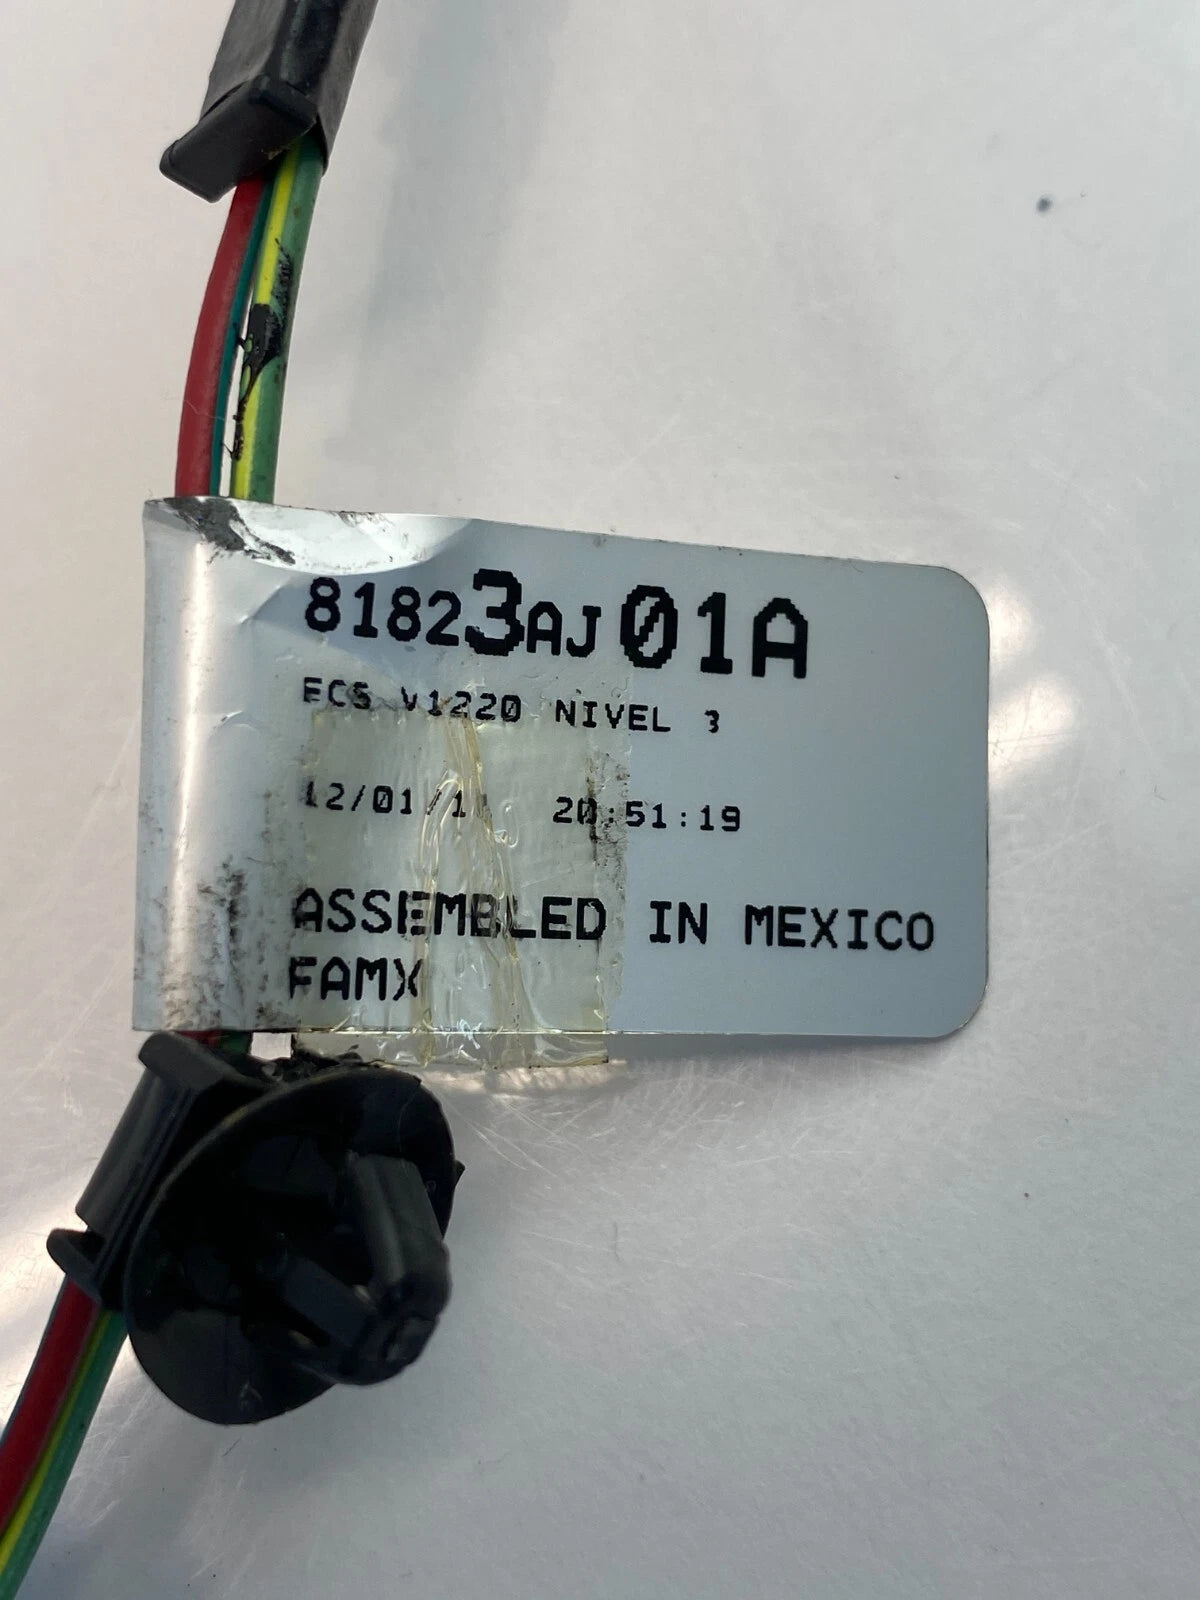 81823AJ01A
ECS V1220 NIVEL 3
20:51:19
ASSEMBLED IN MEXICO
FAMX